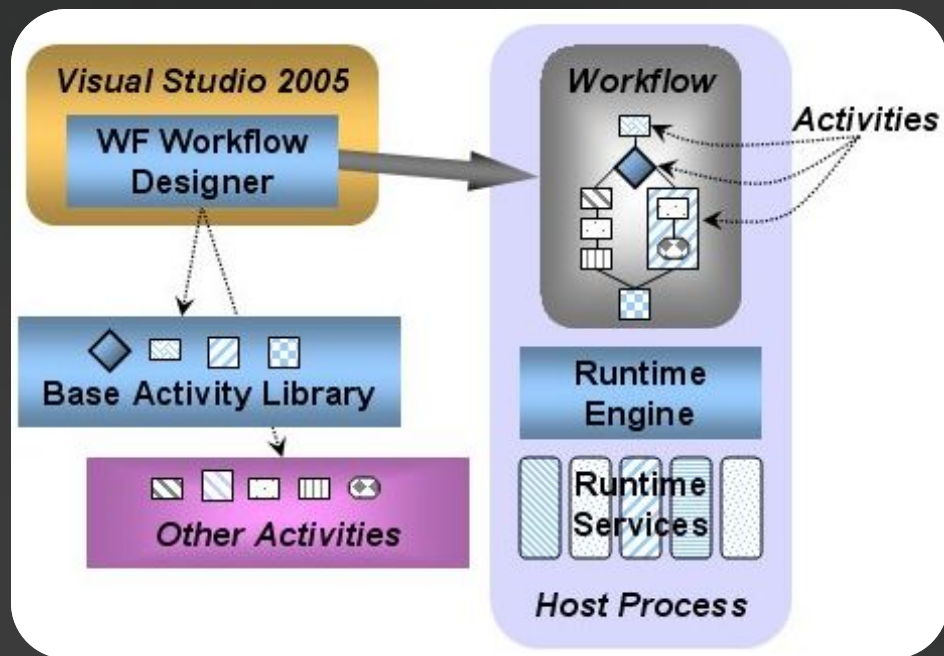 Visual Studio 2005
WF Workflow
Designer
Base Activity Library
Other Activities
Workflow
Activities
Runtime
Engine
Runtime
Services
Host Process